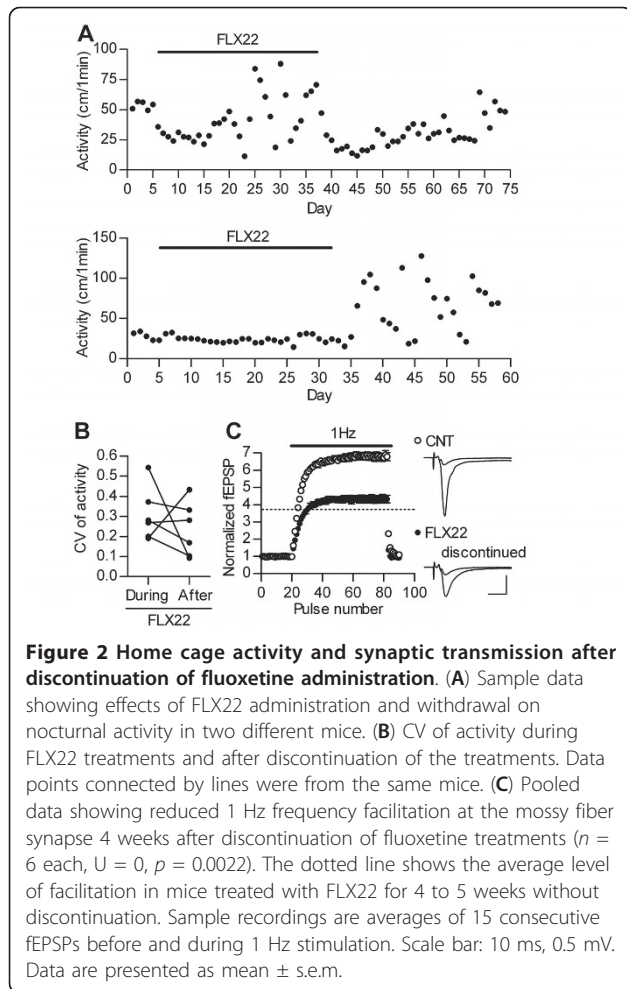 A
FLX22
Activity (cm/1min)
100
75
50
25
0
0 5 10 15 20 25 30 35 40 45 50 55 60 65 70 75
Day
FLX22
Activity (cm/1min)
150
100
50
0
0 5 10 15 20 25 30 35 40 45 50 55 60
Day
B
CV of activity
0.6
0.5
0.4
0.3
0.2
0.1
0.0
During After
FLX22
C
1Hz
Normalized fEPSP
7
6
5
4
3
2
1
0
0 20 40 60 80 100
Pulse number
CNT
FLX22
discontinued
Figure 2 Home cage activity and synaptic transmission after
discontinuation of fluoxetine administration. (A) Sample data
showing effects of FLX22 administration and withdrawal on
nocturnal activity in two different mice. (B) CV of activity during
FLX22 treatments and after discontinuation of the treatments. Data
points connected by lines were from the same mice. (C) Pooled
data showing reduced 1 Hz frequency facilitation at the mossy fiber
synapse 4 weeks after discontinuation of fluoxetine treatments (n =
6 each, U = 0, p = 0.0022). The dotted line shows the average level
of facilitation in mice treated with FLX22 for 4 to 5 weeks without
discontinuation. Sample recordings are averages of 15 consecutive
fEPSPs before and during 1 Hz stimulation. Scale bar: 10 ms, 0.5 mV.
Data are presented as mean ± s.e.m.